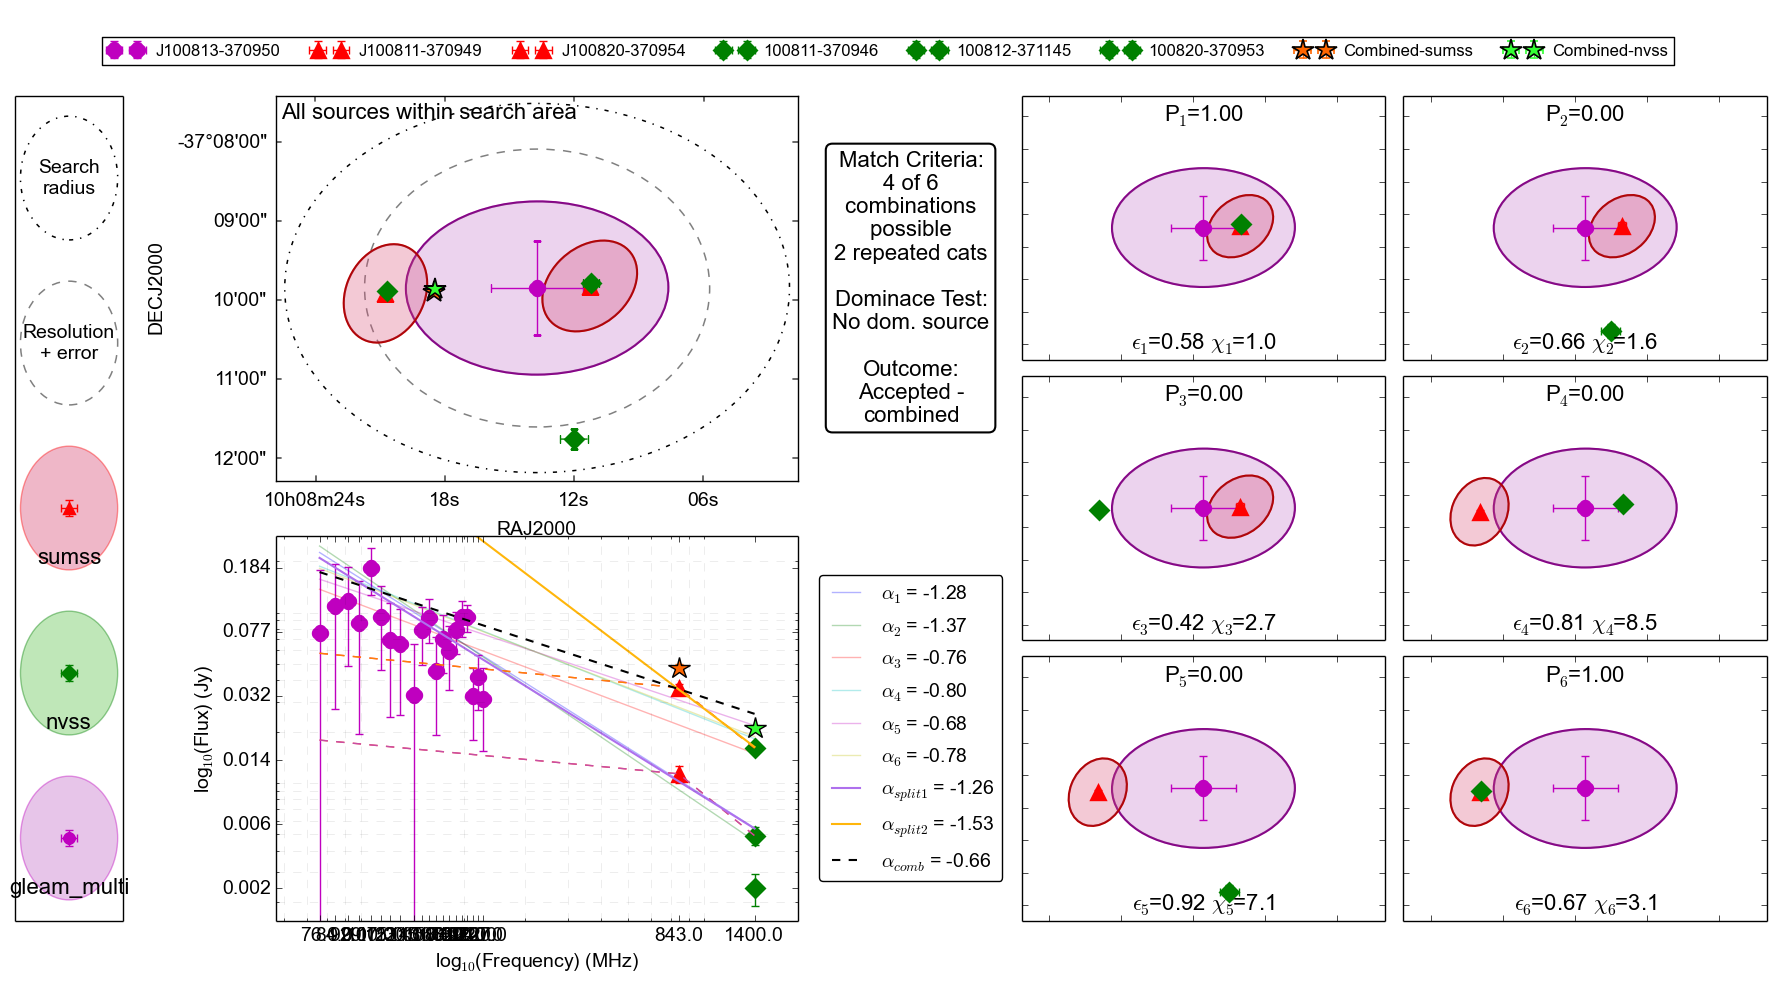 J100813-370950 J100811-370949 J100820-370954 100811-370946 100812-371145 100820-370953 Combined-sumss Combined-nvss
Search
radius
Resolution
+ error
sumss
nvss
gleam_multi
All sources within search area
DECJ2000
-37°08'00"
09'00"
10'00"
11'00"
12'00"
10h08m24s 18s 12s 06s
RAJ2000
Match Criteria:
4 of 6
combinations
possible
2 repeated cats
Dominace Test:
No dom. source
Outcome:
Accepted -
combined
log10(Flux) (Jy)
0.184
0.077
0.032
0.014
0.006
0.002
843.0 1400.0
log10(Frequency) (MHz)
α1 = -1.28
α2 = -1.37
α3 = -0.76
α4 = -0.80
α5 = -0.68
α6 = -0.78
αsplit1 = -1.26
αsplit2 = -1.53
αcomb = -0.66
P1=1.00
ϵ1=0.58 χ1=1.0
P2=0.00
ϵ2=0.66 χ2=1.6
P3=0.00
ϵ3=0.42 χ3=2.7
P4=0.00
ϵ4=0.81 χ4=8.5
P5=0.00
ϵ5=0.92 χ5=7.1
P6=1.00
ϵ6=0.67 χ6=3.1